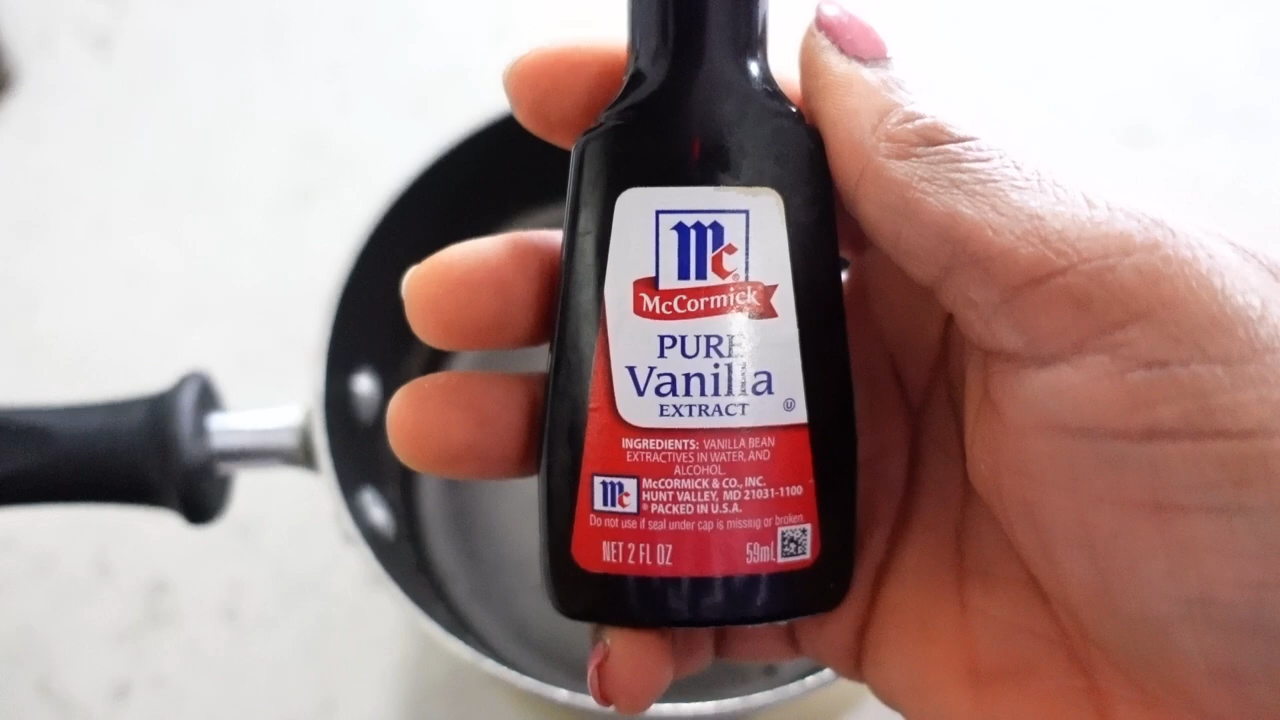 Mc
McCormick
PURE
Vanilla
EXTRACT
U
INGREDIENTS: VANILLA BEAN
EXTRACTIVES IN WATER, AND
ALCOHOL.
Mc
McCORMICK & CO., INC.
HUNT VALLEY, MD 21031-1100
® PACKED IN U.S.A.
Do not use if seal under cap is missing or broken
NET 2 FL OZ 59mL